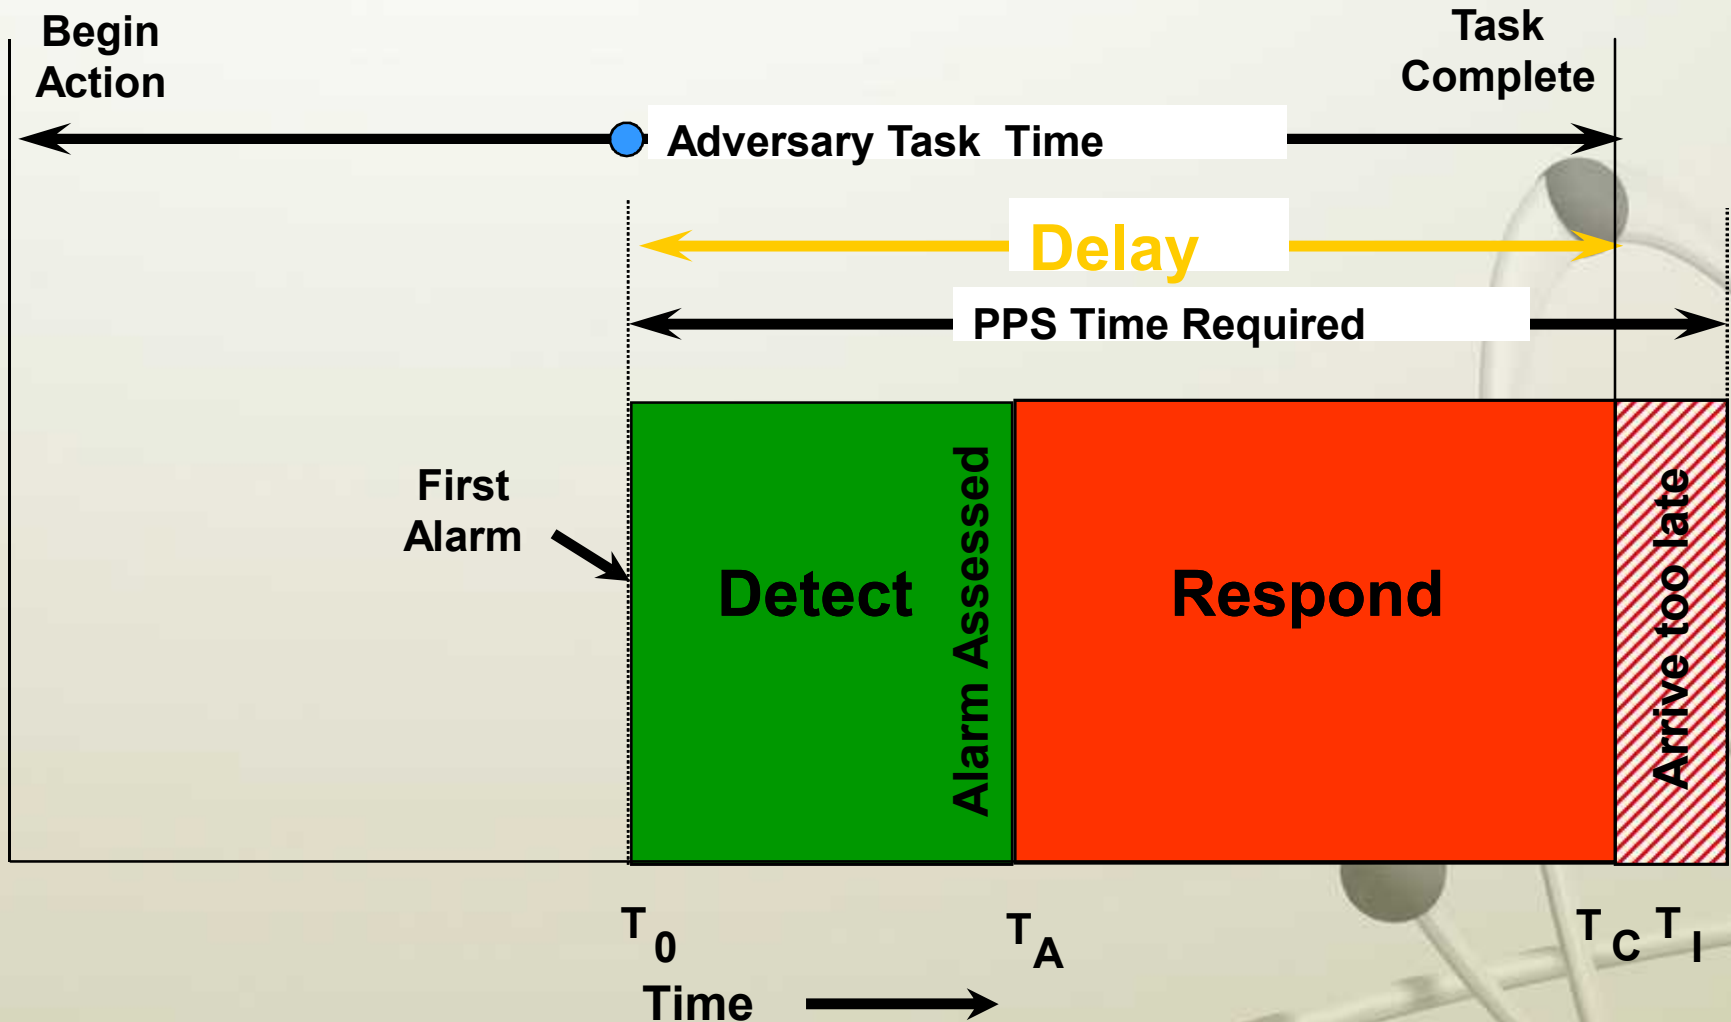 Begin
Action
Task
Complete
Adversary Task Time
Delay
PPS Time Required
First
Alarm
Detect
Alarm Assessed
Respond
Arrive too late
T0
TA
TC
TI
Time